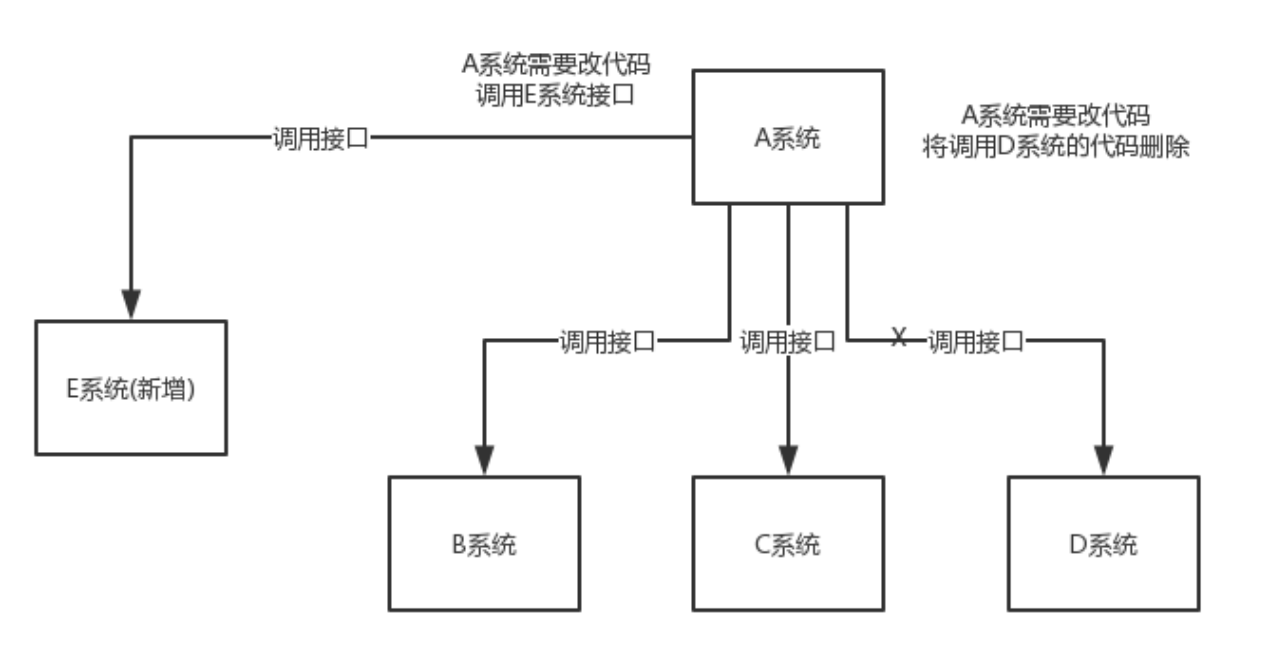 A系统需要改代码
调用E系统接口
A系统
A系统需要改代码
将调用D系统的代码删除
调用接口
E系统(新增)
调用接口
调用接口
X
调用接口
B系统
C系统
D系统